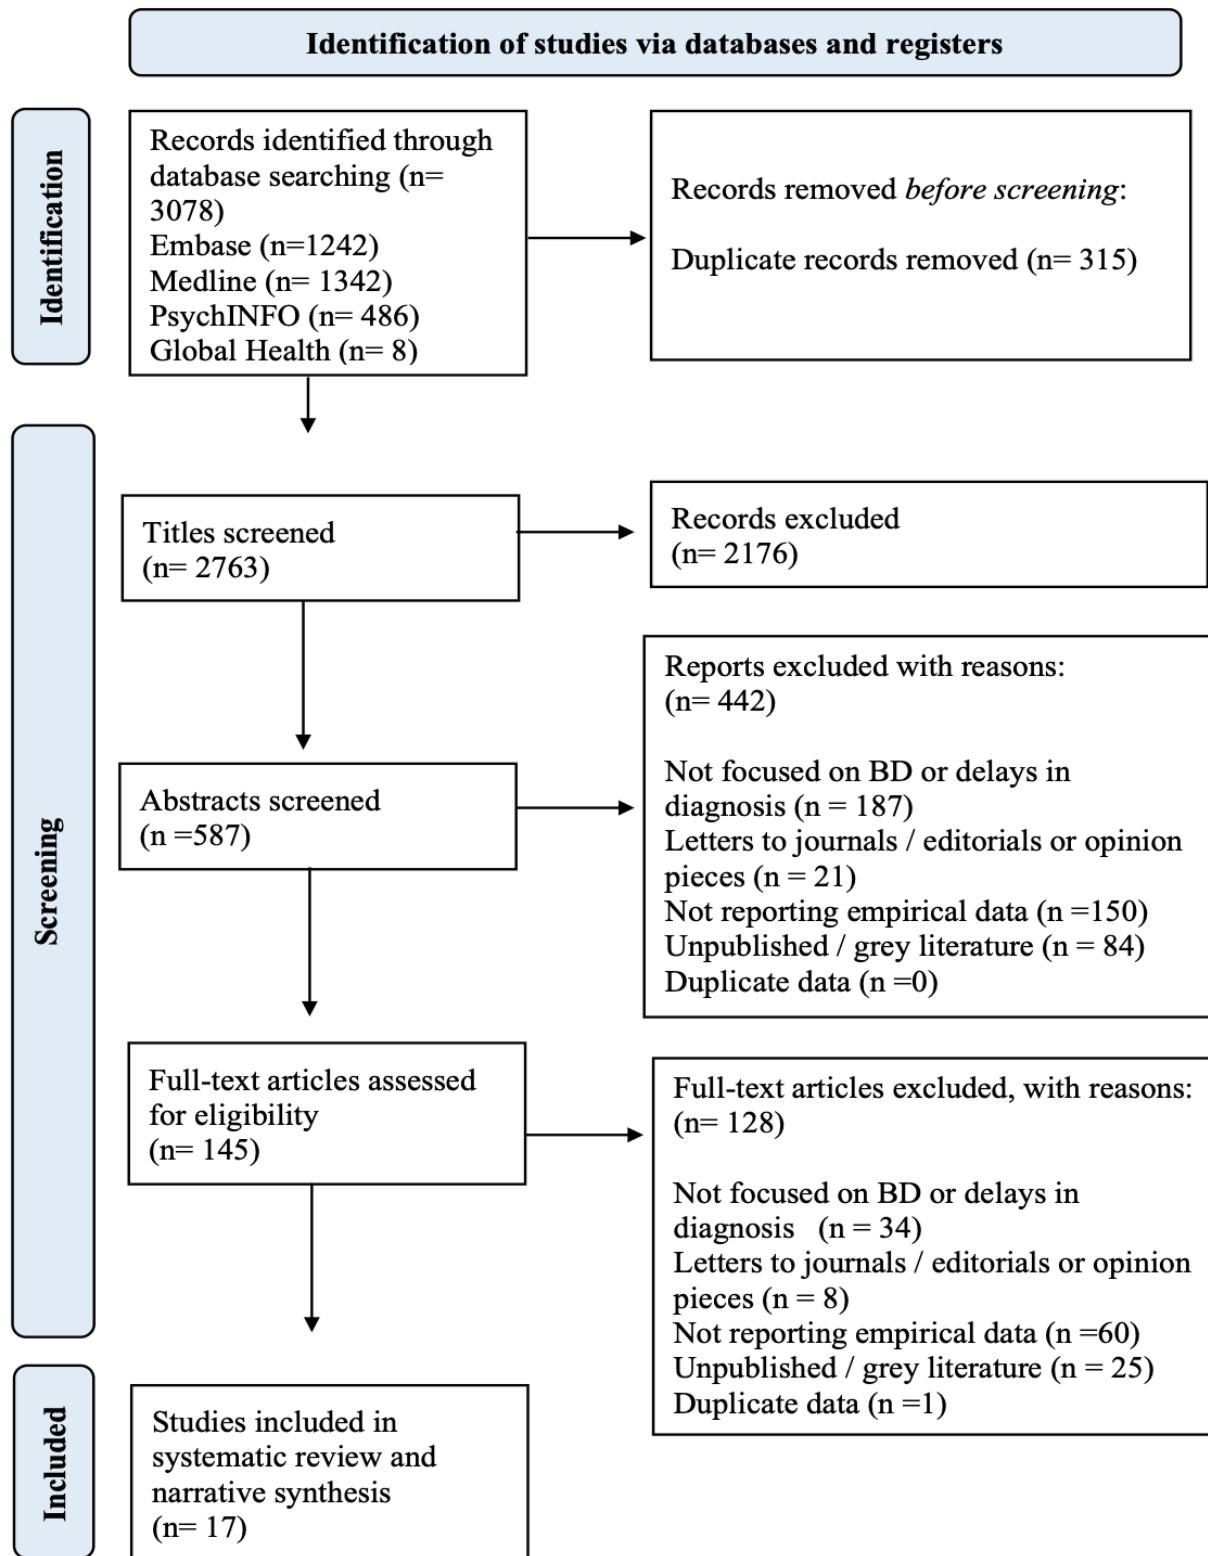 Identification of studies via databases and registers
Identification
Records identified through
database searching (n=
3078)
Embase (n=1242)
Medline (n= 1342)
PsychINFO (n= 486)
Global Health (n= 8)
Records removed before screening:
Duplicate records removed (n= 315)
Screening
Titles screened
(n= 2763)
Records excluded
(n= 2176)
Abstracts screened
(n =587)
Reports excluded with reasons:
(n= 442)
Not focused on BD or delays in
diagnosis (n = 187)
Letters to journals / editorials or opinion
pieces (n = 21)
Not reporting empirical data (n =150)
Unpublished / grey literature (n = 84)
Duplicate data (n =0)
Full-text articles assessed
for eligibility
(n= 145)
Full-text articles excluded, with reasons:
(n= 128)
Not focused on BD or delays in
diagnosis   (n = 34)
Letters to journals / editorials or opinion
pieces (n = 8)
Not reporting empirical data (n =60)
Unpublished / grey literature (n = 25)
Duplicate data (n =1)
Included
Studies included in
systematic review and
narrative synthesis
(n= 17)